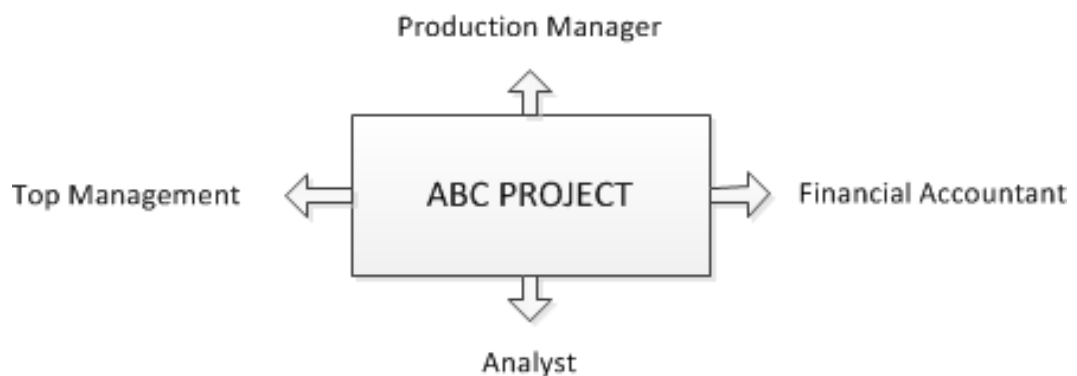 Production Manager
Top Management
ABC PROJECT
Financial Accountant
Analyst